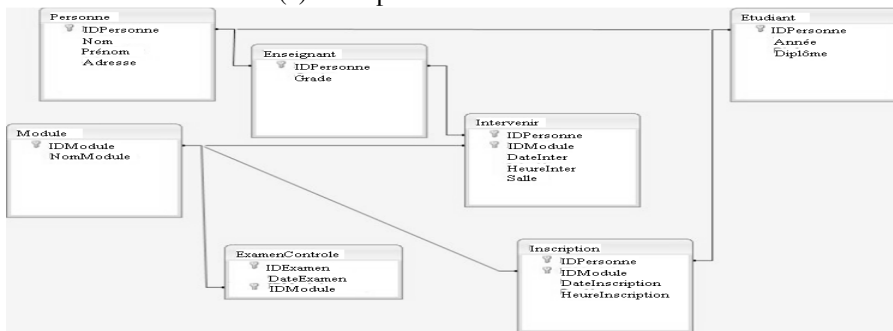 Personne
IDPersonne
Nom
Prénom
Adresse
Enseignant
IDPersonne
Grade
Etudiant
IDPersonne
Année
Diplôme
Intervenir
IDPersonne
IDModule
DateInter
HeureInter
Salle
Module
IDModule
NomModule
ExamenControle
IDExamen
DateExamen
IDModule
Inscription
IDPersonne
IDModule
DateInscription
HeureInscription